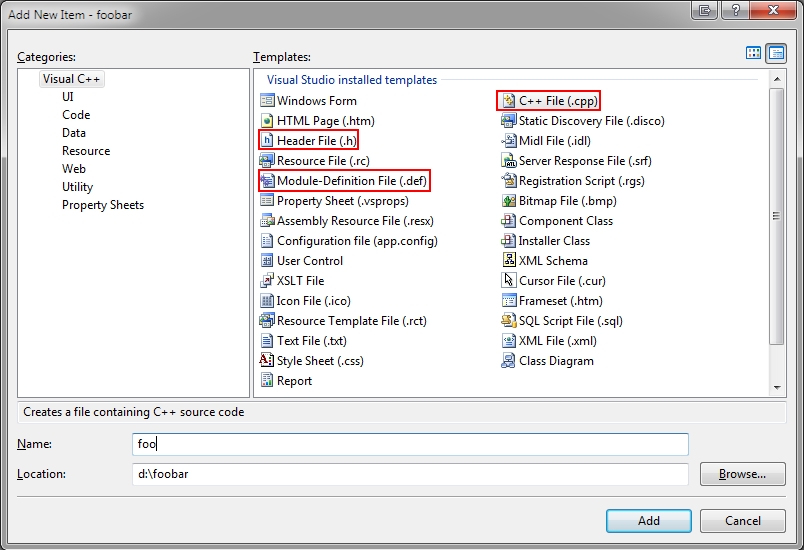 Add New Item - foobar
Categories:
Templates:
Visual C++
UI
Code
Data
Resource
Web
Utility
Property Sheets
Visual Studio installed templates
Windows Form
C++ File (.cpp)
HTML Page (.htm)
Static Discovery File (.disco)
Header File (.h)
Midl File (.idl)
Resource File (.rc)
Server Response File (.srf)
Module-Definition File (.def)
Registration Script (.rgs)
Property Sheet (.vsprops)
Bitmap File (.bmp)
Assembly Resource File (.resx)
Component Class
Configuration file (app.config)
Installer Class
User Control
XML Schema
XSLT File
Cursor File (.cur)
Icon File (.ico)
Frameset (.htm)
Resource Template File (.rct)
SQL Script File (.sql)
Text File (.txt)
XML File (.xml)
Style Sheet (.css)
Class Diagram
Report
Creates a file containing C++ source code
Name:
foo
Location:
d:\foobar
Browse...
Add
Cancel